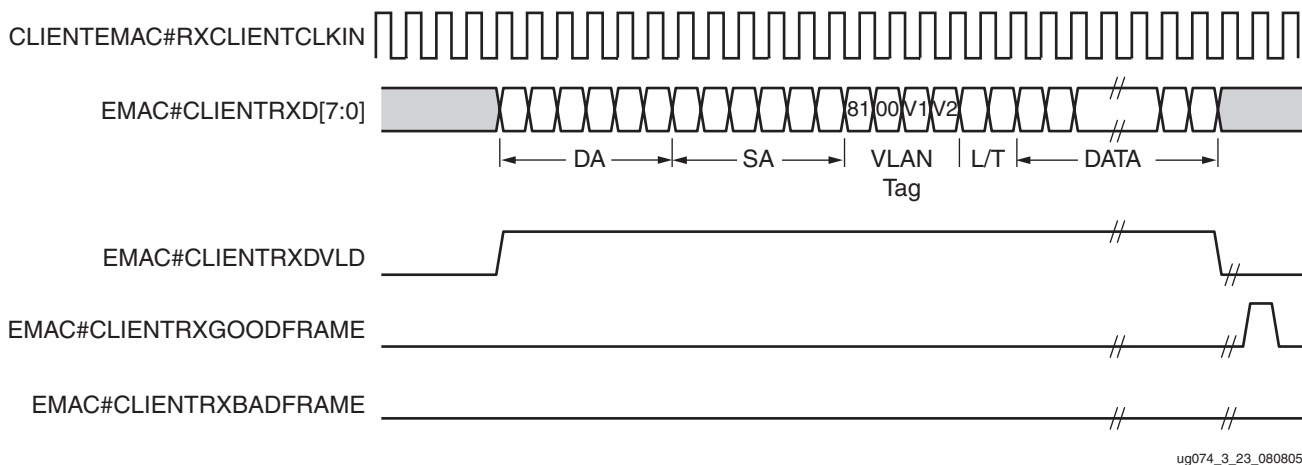 CLIENTEMAC#RXCLIENTCLKIN
EMAC#CLIENTRXD[7:0]
81 00 V1 V2
DA SA VLAN Tag L/T DATA
EMAC#CLIENTRXDVLD
EMAC#CLIENTRXGOODFRAME
EMAC#CLIENTRXBADFRAME
ug074_3_23_080805